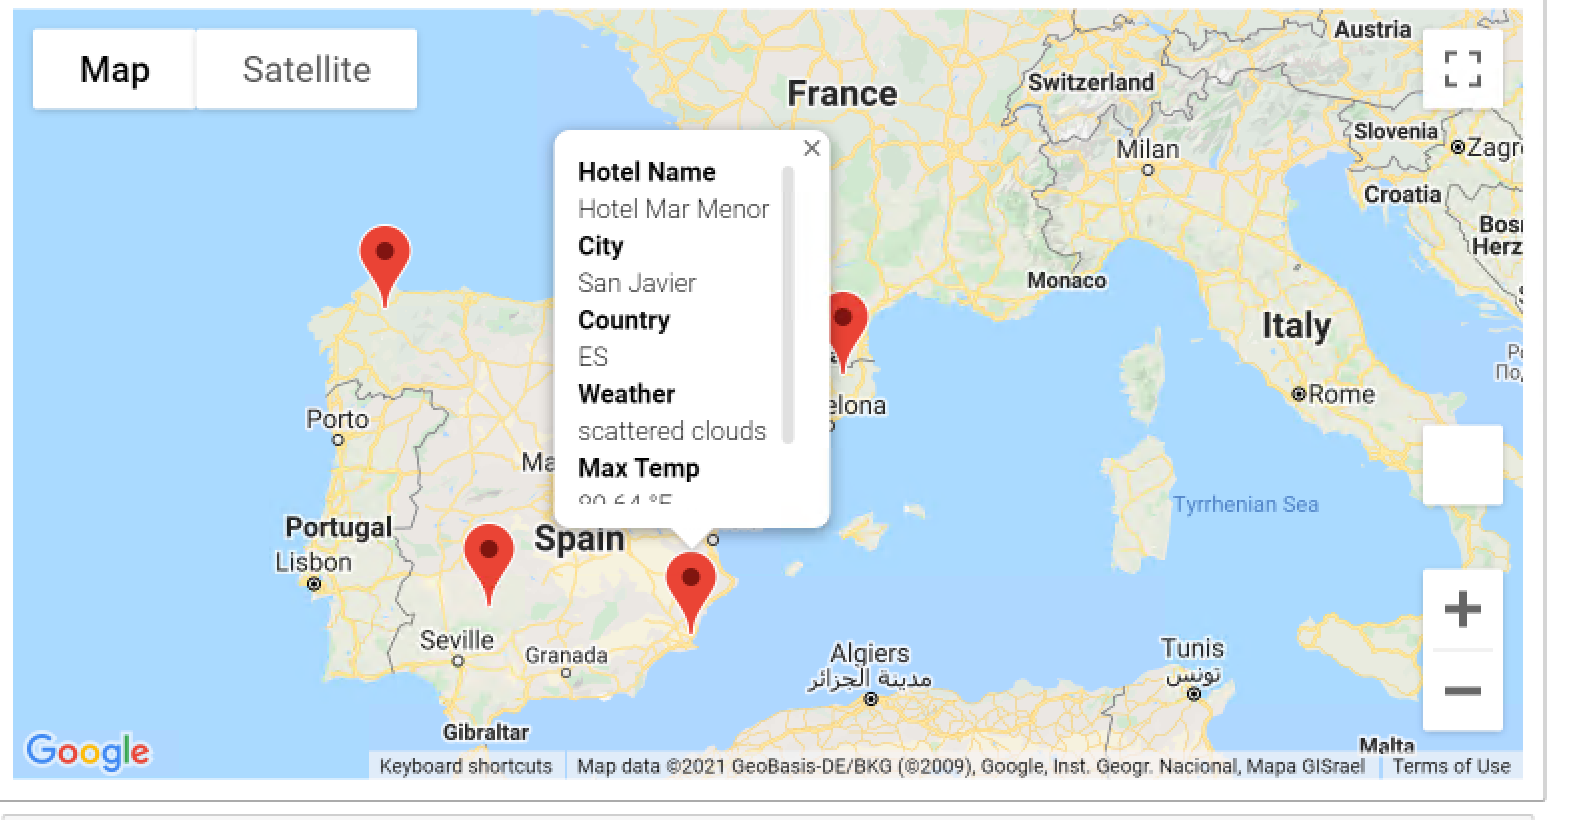 Map
Satellite
Austria
France
Switzerland
Slovenia
Milan
Zagr
Croatia
Hotel Name
Hotel Mar Menor
City
San Javier
Country
ES
Weather
scattered clouds
Max Temp
Bos
Herz
Monaco
Italy
Rome
Porto
elona
Ma
Portugal
Lisbon
Spain
Tyrrhenian Sea
Seville
Granada
Algiers
مدينة الجزائر
Tunis
تونس
Gibraltar
Malta
Google
Keyboard shortcuts
Map data ©2021 GeoBasis-DE/BKG (©2009), Google, Inst. Geogr. Nacional, Mapa GISrael
Terms of Use